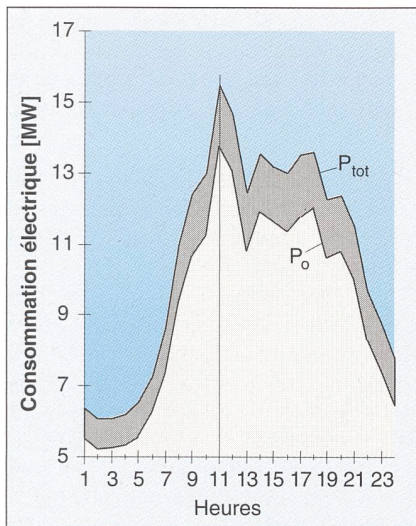 Consommation électrique [MW]
17
15
13
11
9
7
5
P_tot
P_o
1 3 5 7 9 11 13 15 17 19 21 23
Heures